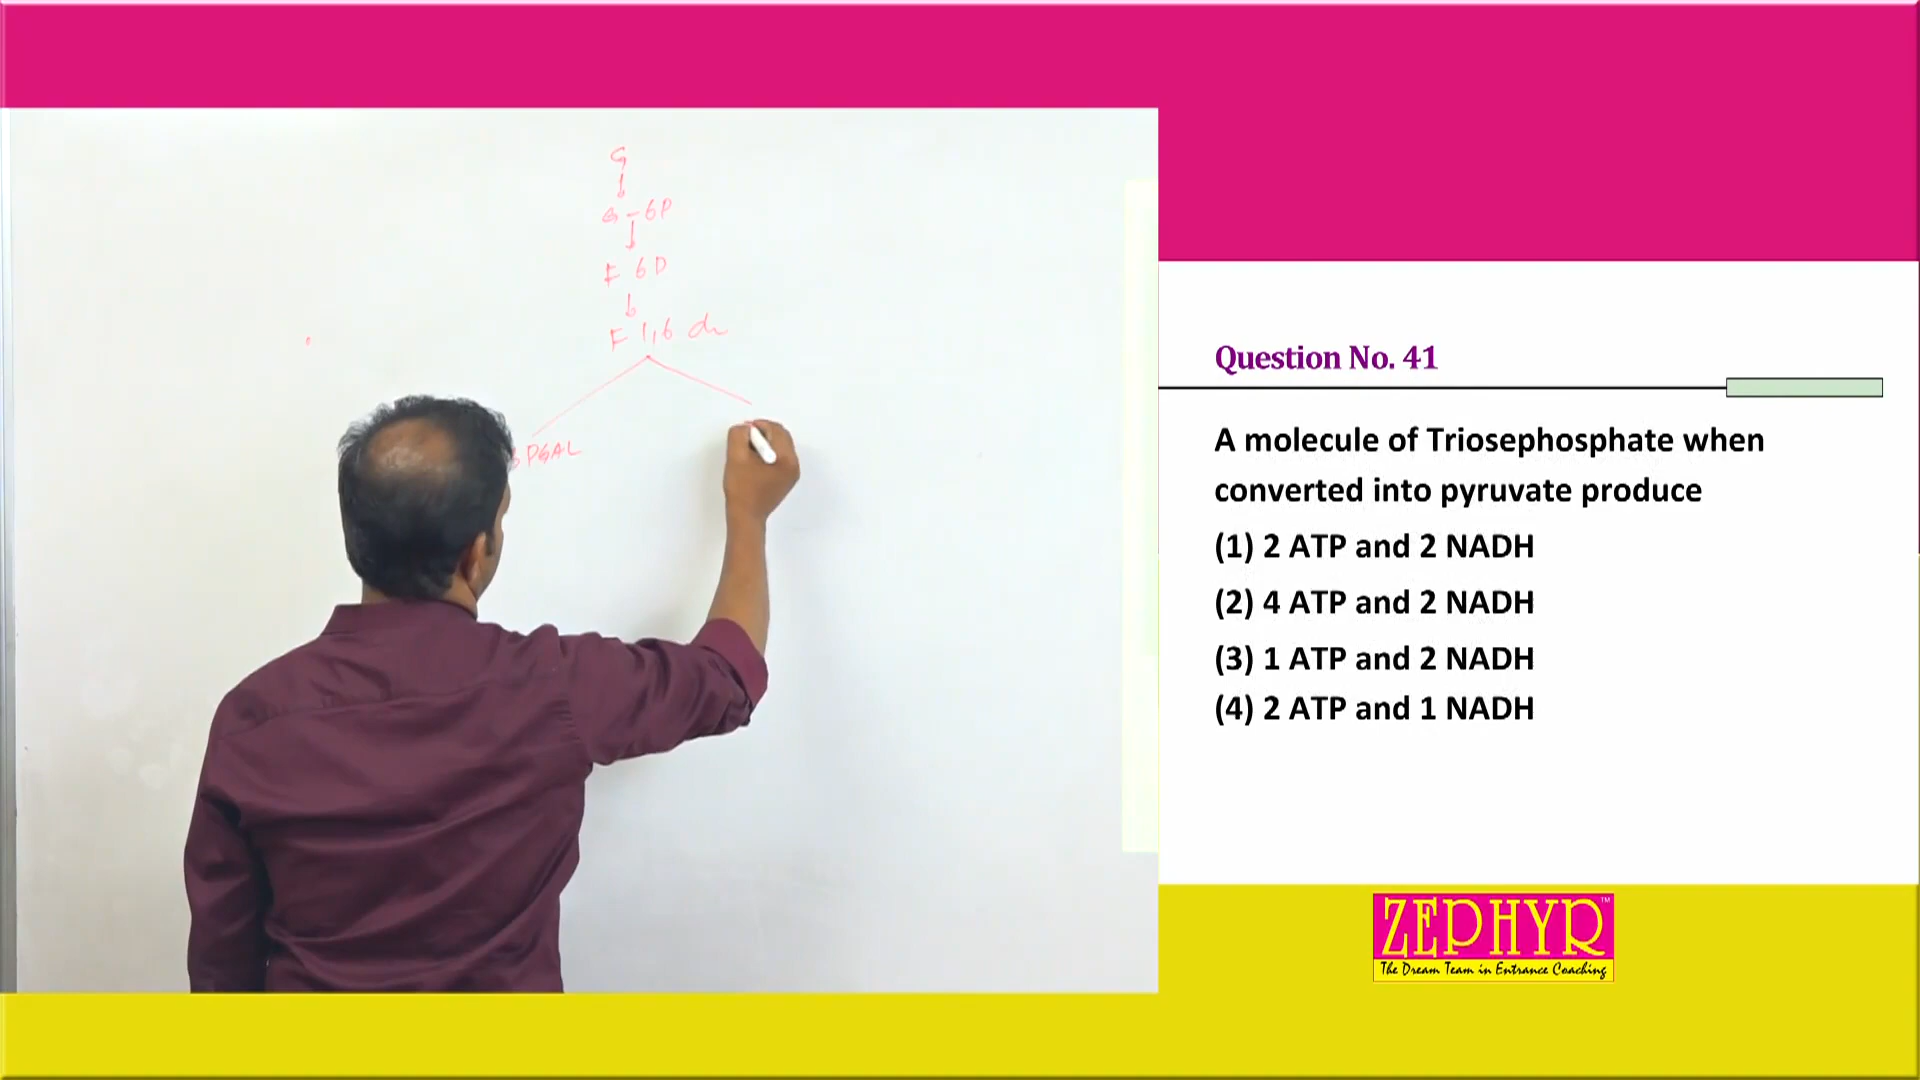 G
G-6P
F 6P
F 1,6 di
3 PGAL
Question No. 41
A molecule of Triosephosphate when
converted into pyruvate produce
(1) 2 ATP and 2 NADH
(2) 4 ATP and 2 NADH
(3) 1 ATP and 2 NADH
(4) 2 ATP and 1 NADH
ZEPHYR™
The Dream Team in Entrance Coaching